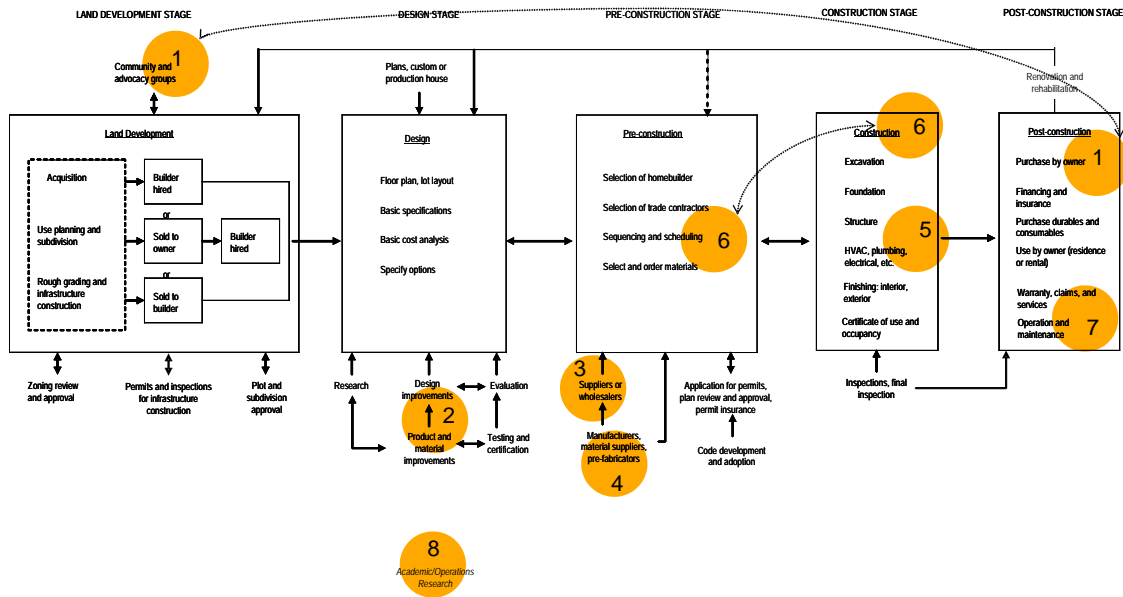 LAND DEVELOPMENT STAGE
DESIGN STAGE
PRE-CONSTRUCTION STAGE
CONSTRUCTION STAGE
POST-CONSTRUCTION STAGE
1
Community and
advocacy groups
Plans, custom or
production house
Renovation and
rehabilitation
Land Development
Acquisition
Use planning and
subdivision
Rough grading and
infrastructure
construction
Builder
hired
or
Sold to
owner
Builder
hired
or
Sold to
builder
Design
Floor plan, lot layout
Basic specifications
Basic cost analysis
Specify options
Pre-construction
Selection of homebuilder
Selection of trade contractors
Sequencing and scheduling
6
Select and order materials
Construction
6
Excavation
Foundation
Structure
5
HVAC, plumbing,
electrical, etc.
Finishing: interior,
exterior
Certificate of use and
occupancy
Post-construction
Purchase by owner
1
Financing and
insurance
Purchase durables and
consumables
Use by owner (residence
or rental)
Warranty, claims, and
services
Operation and
maintenance
7
Zoning review
and approval
Permits and inspections
for infrastructure
construction
Plot and
subdivision
approval
Research
Design
improvements
Evaluation
2
Product and
material
improvements
Testing and
certification
3
Suppliers or
wholesalers
Manufacturers,
material suppliers,
pre-fabricators
4
Application for permits,
plan review and approval,
permit insurance
Code development
and adoption
Inspections, final
inspection
8
Academic/Operations
Research